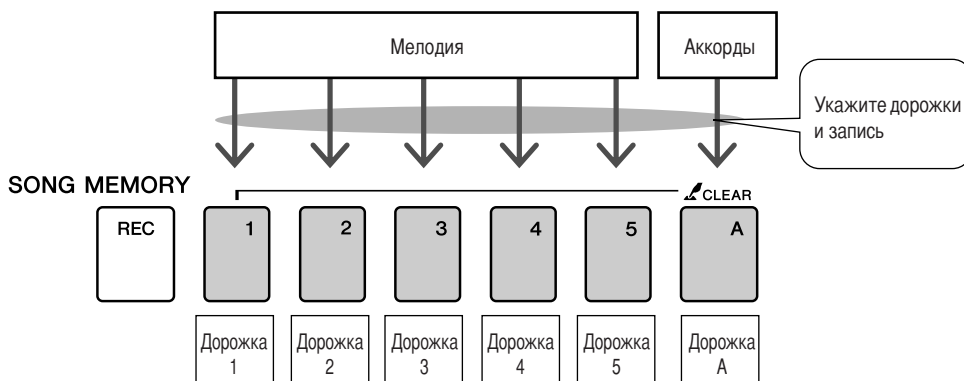 Мелодия
Аккорды
Укажите дорожки
и запись
SONG MEMORY
CLEAR
REC
1
2
3
4
5
A
Дорожка
1
Дорожка
2
Дорожка
3
Дорожка
4
Дорожка
5
Дорожка
A